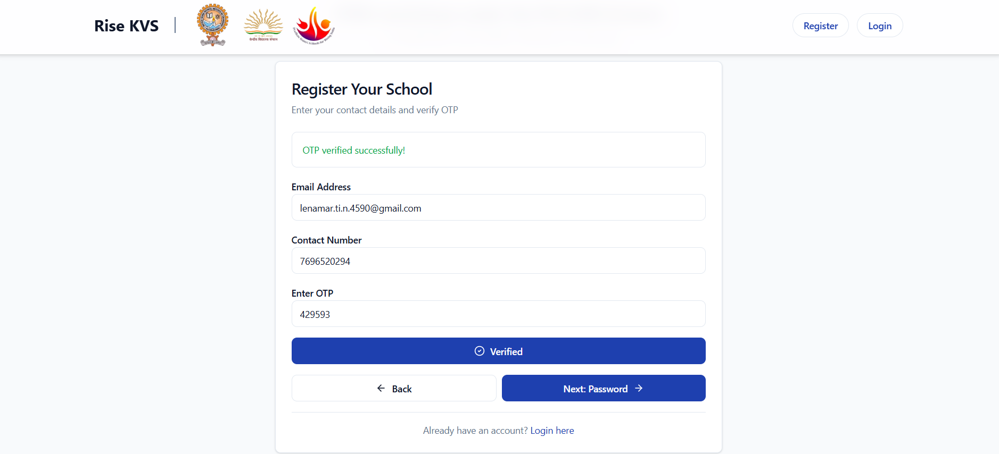 Rise KVS
केन्द्रीय विद्यालय संगठन
Register
Login
Register Your School
Enter your contact details and verify OTP
OTP verified successfully!
Email Address
lenamar.ti.n.4590@gmail.com
Contact Number
7696520294
Enter OTP
429593
Verified
Back
Next: Password
Already have an account? Login here